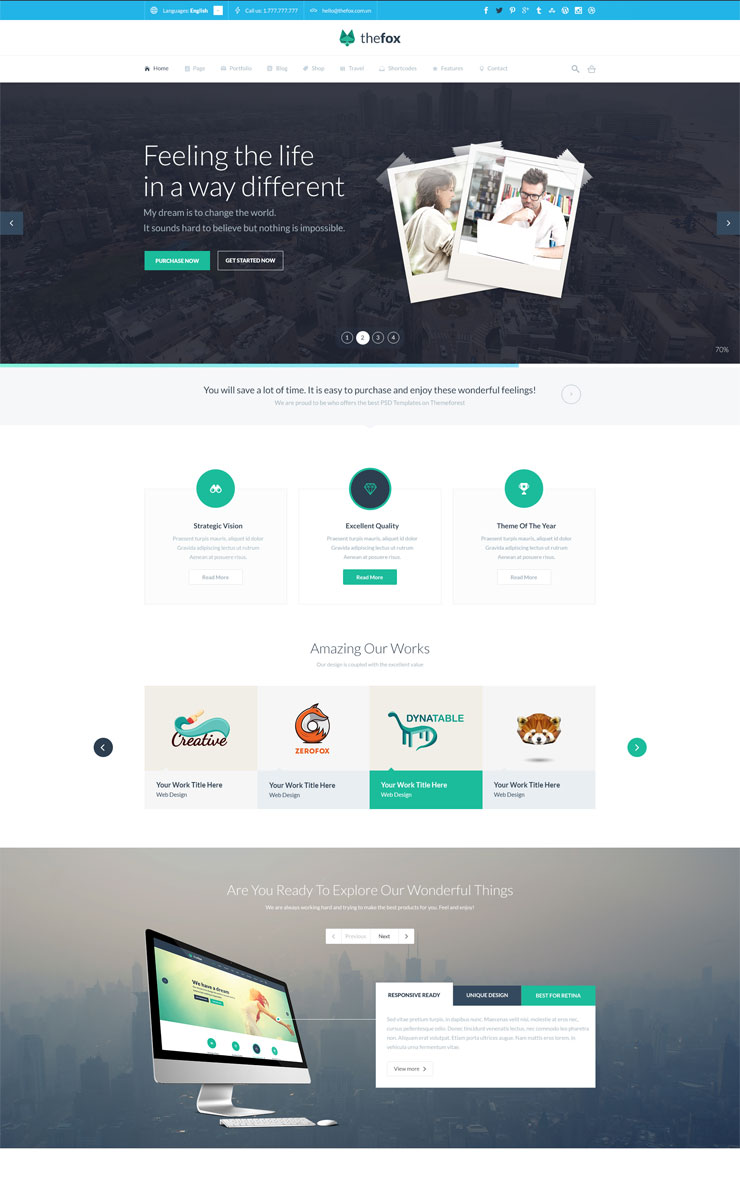 Languages: English
Call us: 1.777.777.777
hello@thefox.com.vn
thefox
Home
Page
Portfolio
Blog
Shop
Travel
Shortcodes
Features
Contact
Feeling the life
in a way different
My dream is to change the world.
It sounds hard to believe but nothing is impossible.
PURCHASE NOW
GET STARTED NOW
1
2
3
4
70%
You will save a lot of time. It is easy to purchase and enjoy these wonderful feelings!
We are proud to be who offers the best PSD Templates on Themeforest
Strategic Vision
Praesent turpis mauris, aliquet id dolor
Gravida adipiscing lectus ut rutrum
Aenean at posuere risus.
Read More
Excellent Quality
Praesent turpis mauris, aliquet id dolor
Gravida adipiscing lectus ut rutrum
Aenean at posuere risus.
Read More
Theme Of The Year
Praesent turpis mauris, aliquet id dolor
Gravida adipiscing lectus ut rutrum
Aenean at posuere risus.
Read More
Amazing Our Works
Our design is coupled with the excellent value
Creative
ZEROFOX
DYNATABLE
Your Work Title Here
Web Design
Your Work Title Here
Web Design
Your Work Title Here
Web Design
Your Work Title Here
Web Design
Are You Ready To Explore Our Wonderful Things
We are always working hard and trying to make the best products for you. Feel and enjoy!
Previous
Next
We have a dream
RESPONSIVE READY
UNIQUE DESIGN
BEST FOR RETINA
Sed vitae pretium turpis, in dapibus nunc. Maecenas velit nisi, molestie at eros nec,
cursus pellentesque odio. Donec tincidunt venenatis lectus, nec commodo leo pharetra
non. Aliquam erat volutpat. Etiam porta ultrices augue. Nam mattis eros lorem, in
vehicula urna fermentum vitae.
View more